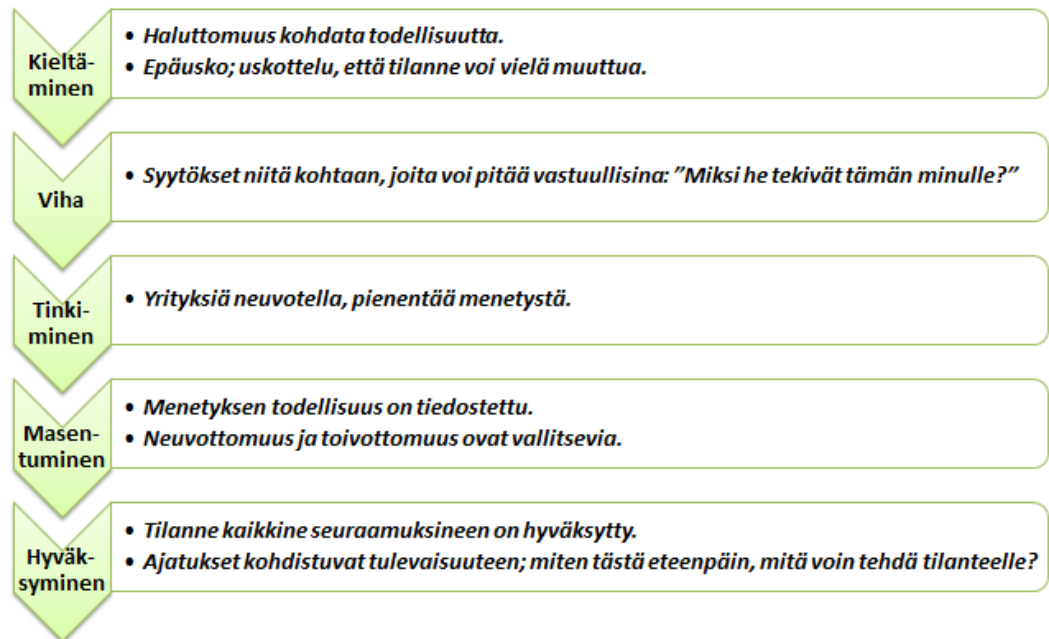 Kieltä-
minen
• Haluttomuus kohdata todellisuutta.
• Epäusko; uskottelu, että tilanne voi vielä muuttua.
Viha
• Syytökset niitä kohtaan, joita voi pitää vastuullisina: ”Miksi he tekivät tämän minulle?”
Tinki-
minen
• Yrityksiä neuvotella, pienentää menetystä.
Masen-
tuminen
• Menetyksen todellisuus on tiedostettu.
• Neuvottomuus ja toivottomuus ovat vallitsevia.
Hyväk-
syminen
• Tilanne kaikkine seuraamuksineen on hyväksytty.
• Ajatukset kohdistuvat tulevaisuuteen; miten tästä eteenpäin, mitä voin tehdä tilanteelle?